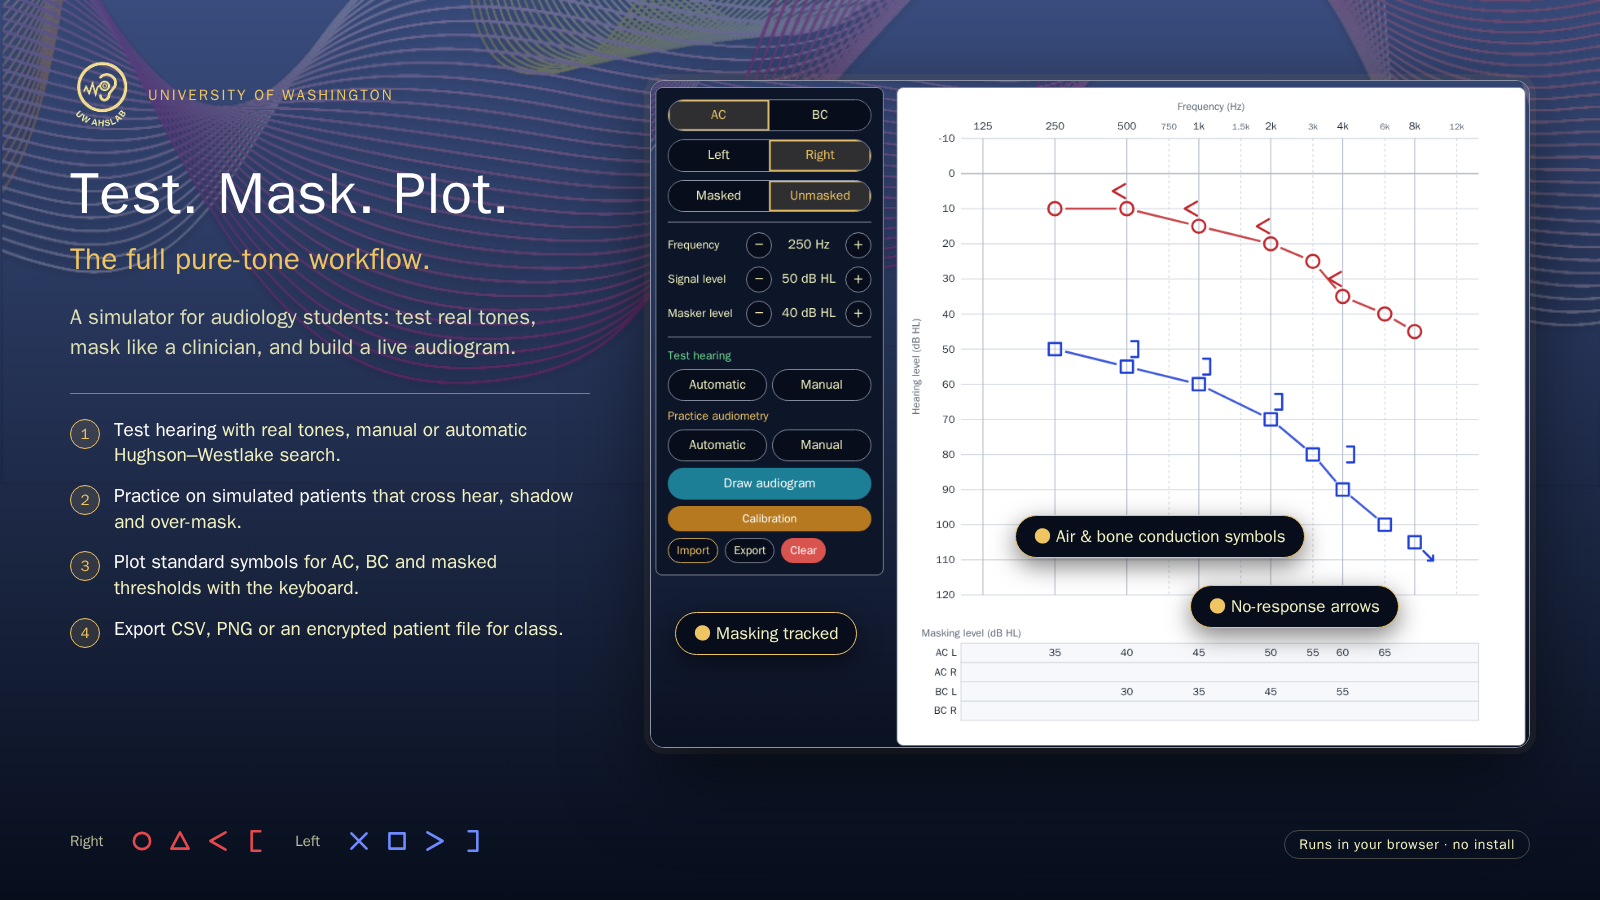 UW AHSLAB
UNIVERSITY OF WASHINGTON
Test. Mask. Plot.
The full pure-tone workflow.
A simulator for audiology students: test real tones,
mask like a clinician, and build a live audiogram.
1 Test hearing with real tones, manual or automatic
Hughson–Westlake search.
2 Practice on simulated patients that cross hear, shadow
and over-mask.
3 Plot standard symbols for AC, BC and masked
thresholds with the keyboard.
4 Export CSV, PNG or an encrypted patient file for class.
Right
Left
AC BC
Left Right
Masked Unmasked
Frequency − 250 Hz +
Signal level − 50 dB HL +
Masker level − 40 dB HL +
Test hearing
Automatic Manual
Practice audiometry
Automatic Manual
Draw audiogram
Calibration
Import Export Clear
Masking tracked
Frequency (Hz)
125 250 500 750 1k 1.5k 2k 3k 4k 6k 8k 12k
Hearing level (dB HL)
-10
0
10
20
30
40
50
60
70
80
90
100
110
120
Air & bone conduction symbols
No-response arrows
Masking level (dB HL)
AC L 35 40 45 50 55 60 65
AC R
BC L 30 35 45 55
BC R
Runs in your browser · no install